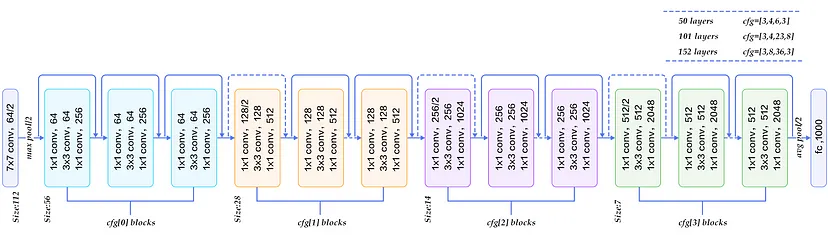 50 layers cfg=[3,4,6,3]
101 layers cfg=[3,4,23,8]
152 layers cfg=[3,8,36,3]
7x7 conv, 64/2
max pool/2
1x1 conv, 64
3x3 conv, 64
1x1 conv, 256
1x1 conv, 64
3x3 conv, 64
1x1 conv, 256
1x1 conv, 64
3x3 conv, 64
1x1 conv, 256
1x1 conv, 128/2
3x3 conv, 128
1x1 conv, 512
1x1 conv, 128
3x3 conv, 128
1x1 conv, 512
1x1 conv, 128
3x3 conv, 128
1x1 conv, 512
1x1 conv, 256/2
3x3 conv, 256
1x1 conv, 1024
1x1 conv, 256
3x3 conv, 256
1x1 conv, 1024
1x1 conv, 256
3x3 conv, 256
1x1 conv, 1024
1x1 conv, 512/2
3x3 conv, 512
1x1 conv, 2048
1x1 conv, 512
3x3 conv, 512
1x1 conv, 2048
1x1 conv, 512
3x3 conv, 512
1x1 conv, 2048
avg pool/2
fc ,1000
Size:112
Size:56
cfg[0] blocks
Size:28
cfg[1] blocks
Size:14
cfg[2] blocks
Size:7
cfg[3] blocks